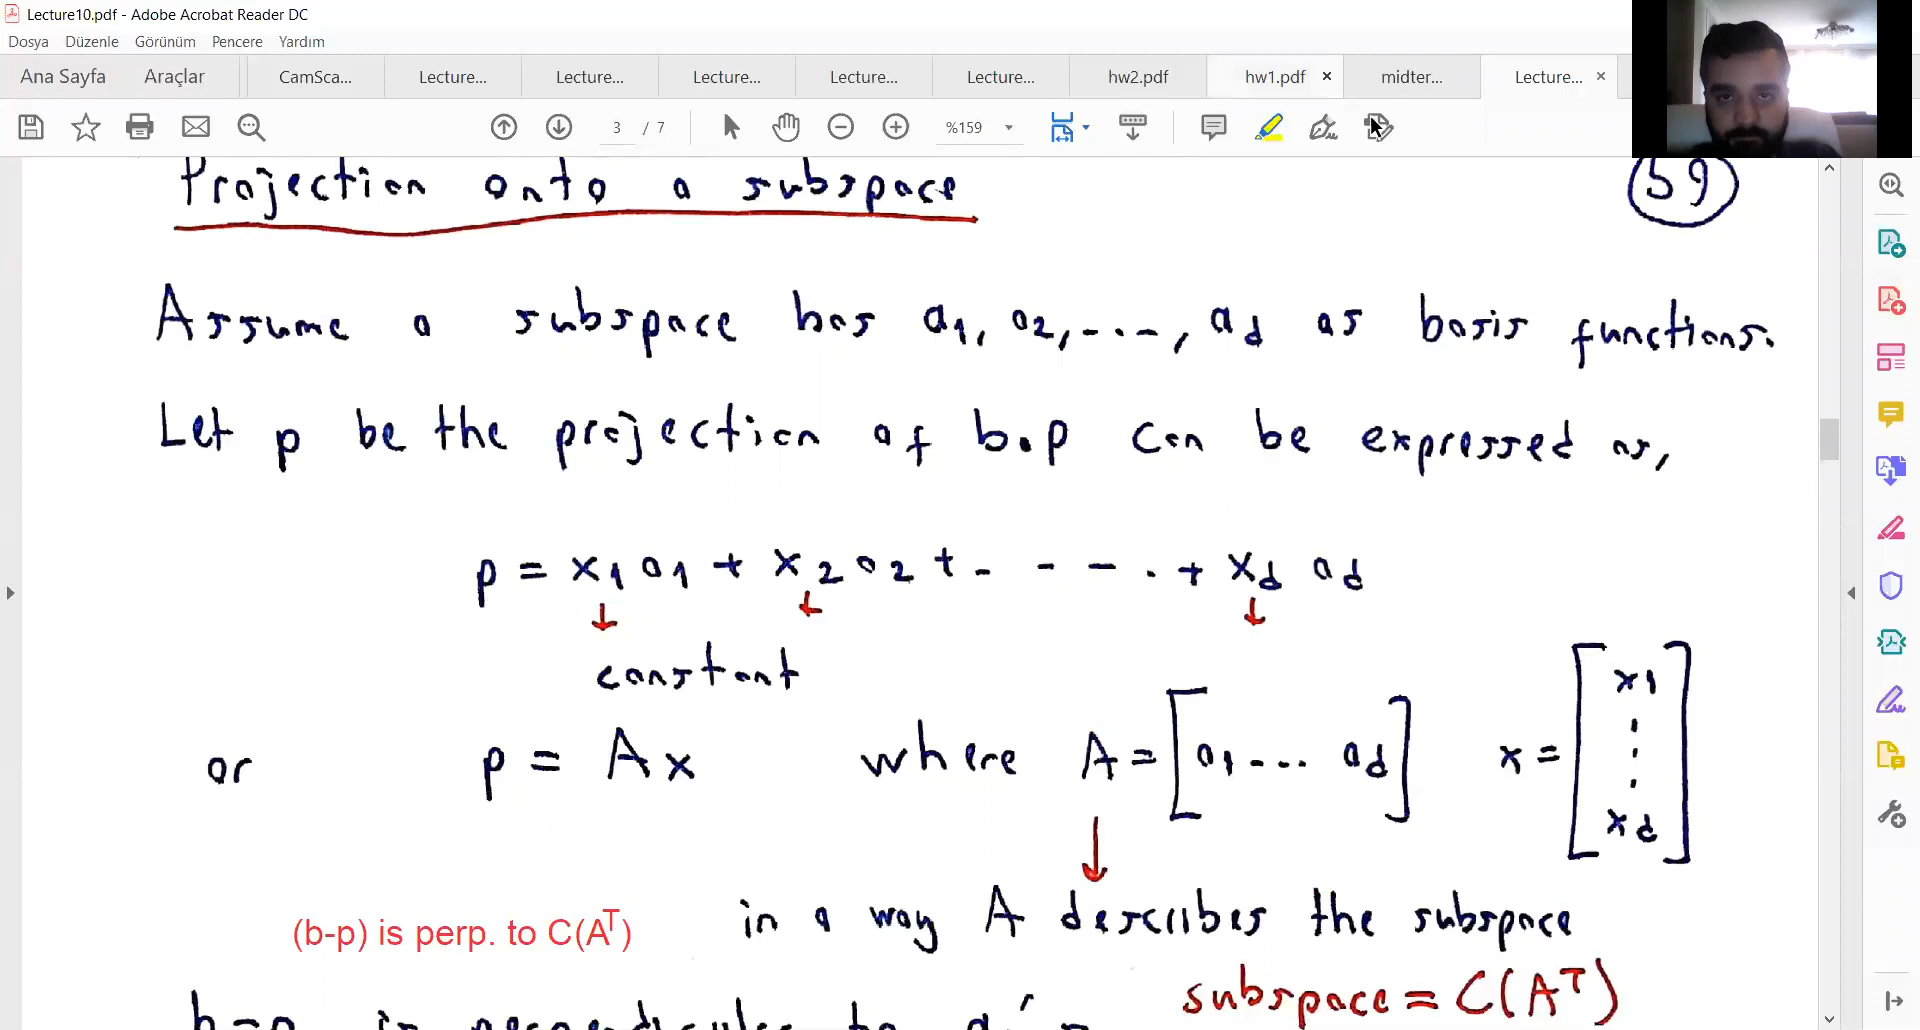 Lecture10.pdf - Adobe Acrobat Reader DC
Dosya Düzenle Görünüm Pencere Yardım
Ana Sayfa Araçlar CamSca... Lecture... Lecture... Lecture... Lecture... Lecture... hw2.pdf hw1.pdf × midter... Lecture... ×
3 / 7 %159
Projection onto a subspace 59
Assume a subspace has a1, a2, ...., ad as basis functions.
Let p be the projection of b. p can be expressed as,
p = x1 a1 + x2 a2 + - - - . + xd ad
constant
or p = Ax where A = [a1 ... ad] x = [x1 ⋮ xd]
in a way A describes the subspace
(b-p) is perp. to C(Aᵀ)
subspace = C(Aᵀ)
b-p is perpendicular to ai's